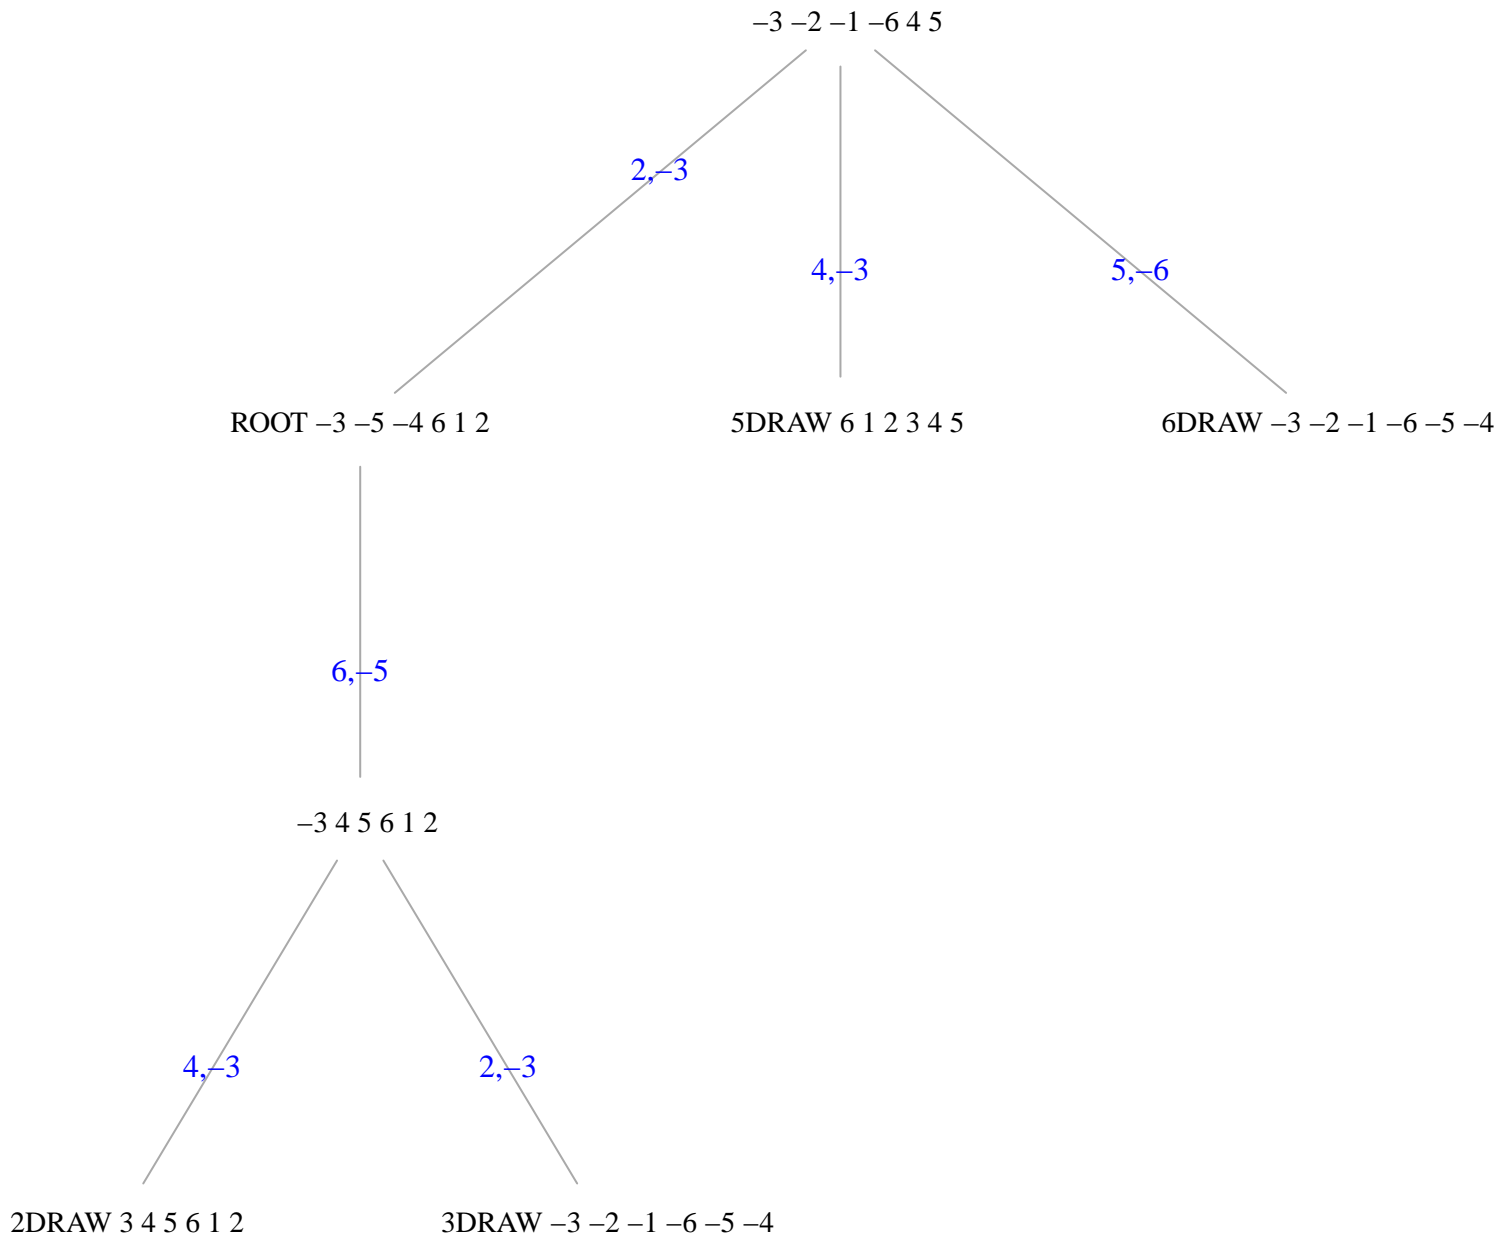 –3 –2 –1 –6 4 5
2,–3
4,–3
5,–6
ROOT –3 –5 –4 6 1 2
5DRAW 6 1 2 3 4 5
6DRAW –3 –2 –1 –6 –5 –4
6,–5
–3 4 5 6 1 2
4,–3
2,–3
2DRAW 3 4 5 6 1 2
3DRAW –3 –2 –1 –6 –5 –4